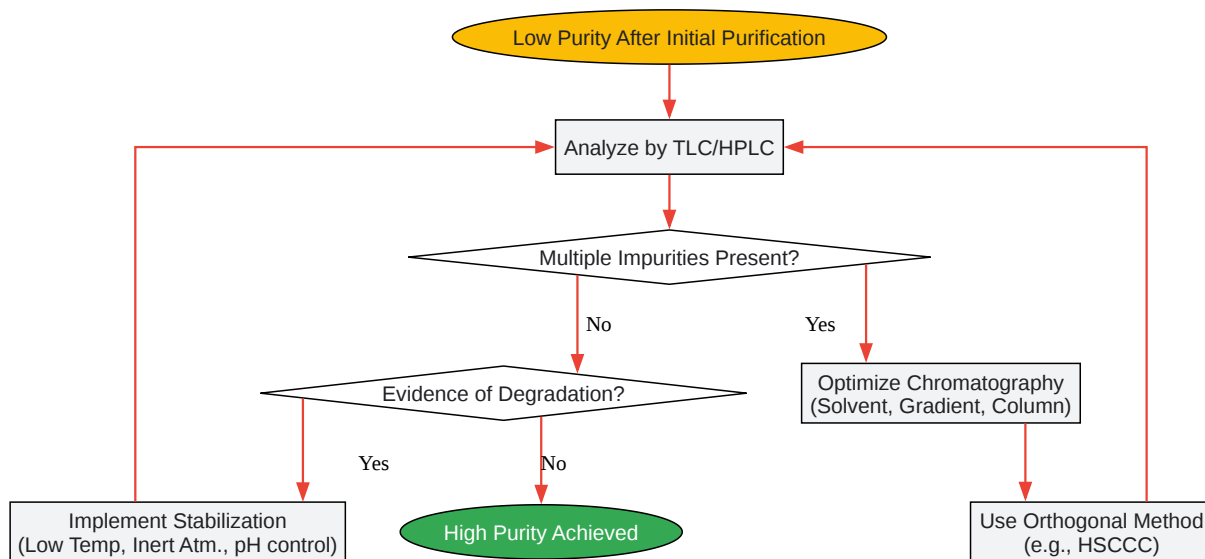 Low Purity After Initial Purification
Analyze by TLC/HPLC
Multiple Impurities Present?
No
Yes
Evidence of Degradation?
Optimize Chromatography
(Solvent, Gradient, Column)
Yes
No
Implement Stabilization
(Low Temp, Inert Atm., pH control)
High Purity Achieved
Use Orthogonal Method
(e.g., HSCCC)